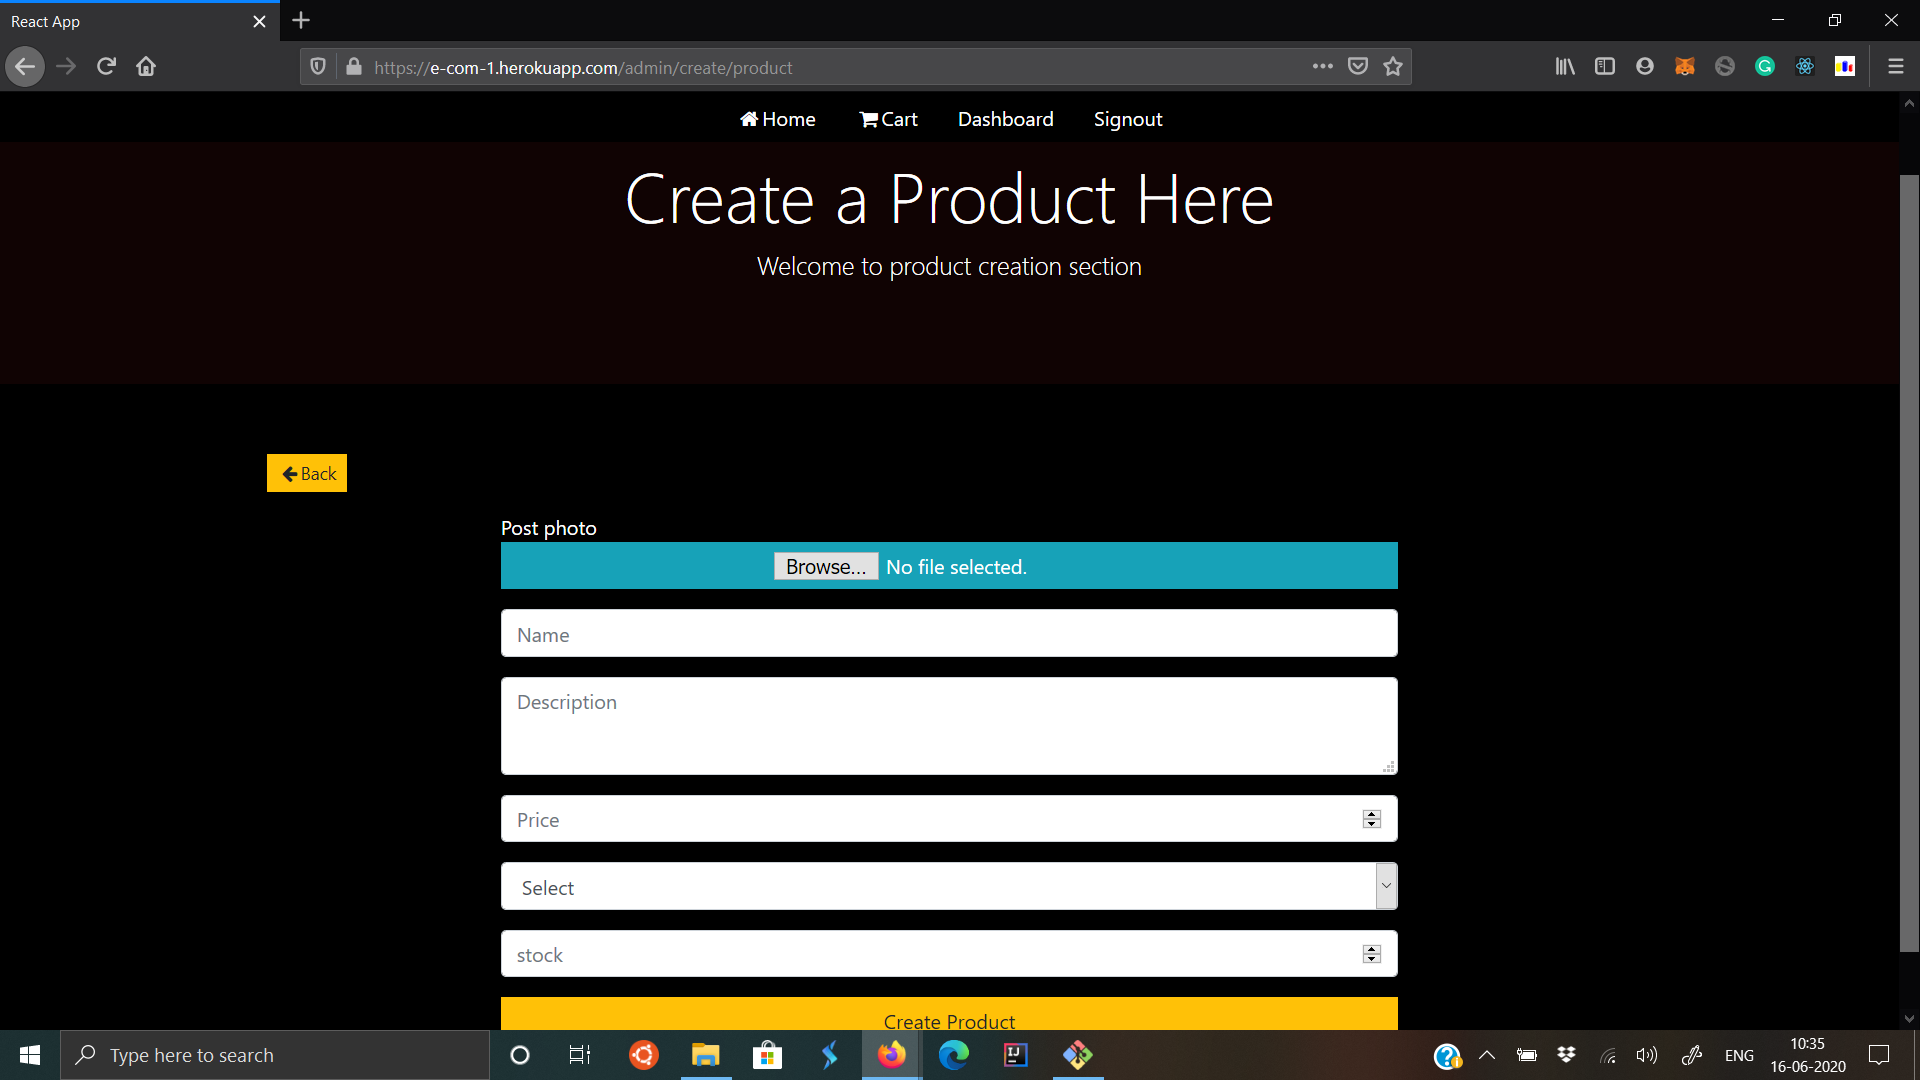 React App
https://e-com-1.herokuapp.com/admin/create/product
Home Cart Dashboard Signout
Create a Product Here
Welcome to product creation section
Back
Post photo
Browse... No file selected.
Name
Description
Price
Select
stock
Create Product
Type here to search
ENG
10:35
16-06-2020